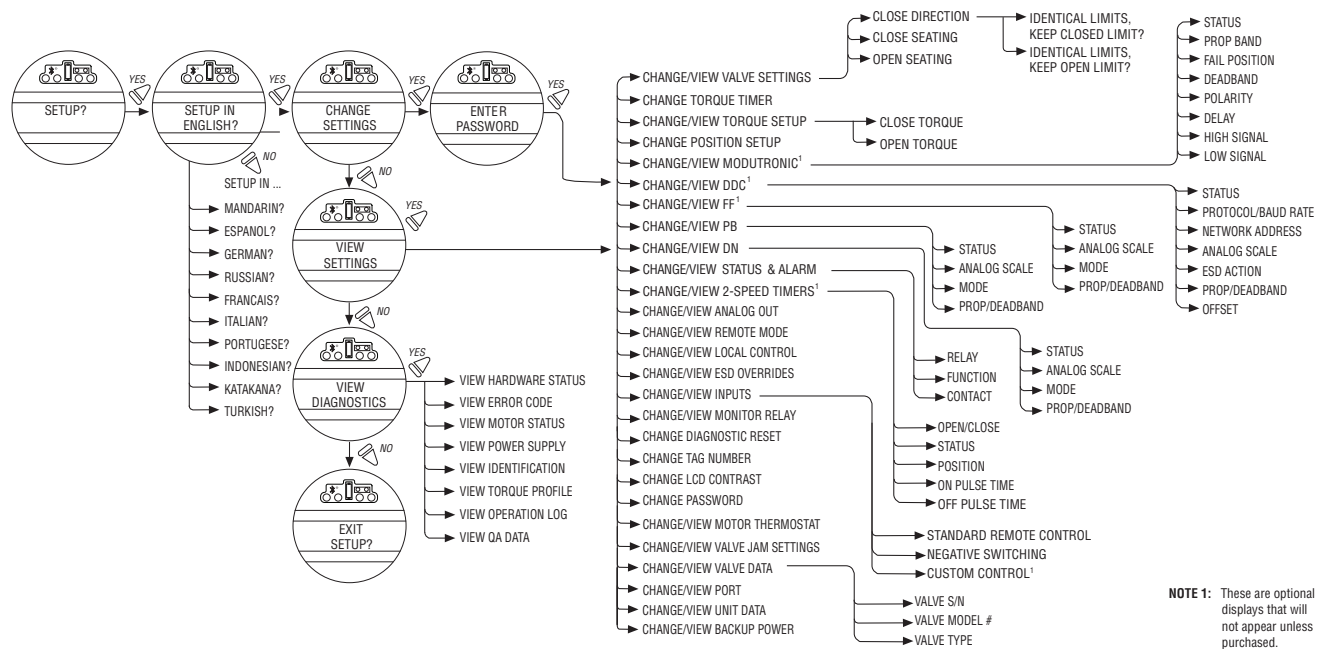 SETUP?
YES
SETUP IN
ENGLISH?
YES
NO
SETUP IN ...
MANDARIN?
ESPANOL?
GERMAN?
RUSSIAN?
FRANCAIS?
ITALIAN?
PORTUGESE?
INDONESIAN?
KATAKANA?
TURKISH?
CHANGE
SETTINGS
YES
NO
ENTER
PASSWORD
YES
VIEW
SETTINGS
YES
NO
VIEW
DIAGNOSTICS
YES
NO
EXIT
SETUP?
VIEW HARDWARE STATUS
VIEW ERROR CODE
VIEW MOTOR STATUS
VIEW POWER SUPPLY
VIEW IDENTIFICATION
VIEW TORQUE PROFILE
VIEW OPERATION LOG
VIEW QA DATA
CHANGE/VIEW VALVE SETTINGS
CHANGE TORQUE TIMER
CHANGE/VIEW TORQUE SETUP
CHANGE POSITION SETUP
CHANGE/VIEW MODUTRONIC¹
CHANGE/VIEW DDC¹
CHANGE/VIEW FF¹
CHANGE/VIEW PB
CHANGE/VIEW DN
CHANGE/VIEW STATUS & ALARM
CHANGE/VIEW 2-SPEED TIMERS¹
CHANGE/VIEW ANALOG OUT
CHANGE/VIEW REMOTE MODE
CHANGE/VIEW LOCAL CONTROL
CHANGE/VIEW ESD OVERRIDES
CHANGE/VIEW INPUTS
CHANGE/VIEW MONITOR RELAY
CHANGE DIAGNOSTIC RESET
CHANGE TAG NUMBER
CHANGE LCD CONTRAST
CHANGE PASSWORD
CHANGE/VIEW MOTOR THERMOSTAT
CHANGE/VIEW VALVE JAM SETTINGS
CHANGE/VIEW VALVE DATA
CHANGE/VIEW PORT
CHANGE/VIEW UNIT DATA
CHANGE/VIEW BACKUP POWER
CLOSE DIRECTION
CLOSE SEATING
OPEN SEATING
IDENTICAL LIMITS,
KEEP CLOSED LIMIT?
IDENTICAL LIMITS,
KEEP OPEN LIMIT?
CLOSE TORQUE
OPEN TORQUE
STATUS
PROP BAND
FAIL POSITION
DEADBAND
POLARITY
DELAY
HIGH SIGNAL
LOW SIGNAL
STATUS
PROTOCOL/BAUD RATE
NETWORK ADDRESS
ANALOG SCALE
ESD ACTION
PROP/DEADBAND
OFFSET
STATUS
ANALOG SCALE
MODE
PROP/DEADBAND
STATUS
ANALOG SCALE
MODE
PROP/DEADBAND
STATUS
ANALOG SCALE
MODE
PROP/DEADBAND
RELAY
FUNCTION
CONTACT
OPEN/CLOSE
STATUS
POSITION
ON PULSE TIME
OFF PULSE TIME
STANDARD REMOTE CONTROL
NEGATIVE SWITCHING
CUSTOM CONTROL¹
VALVE S/N
VALVE MODEL #
VALVE TYPE
NOTE 1: These are optional
displays that will
not appear unless
purchased.